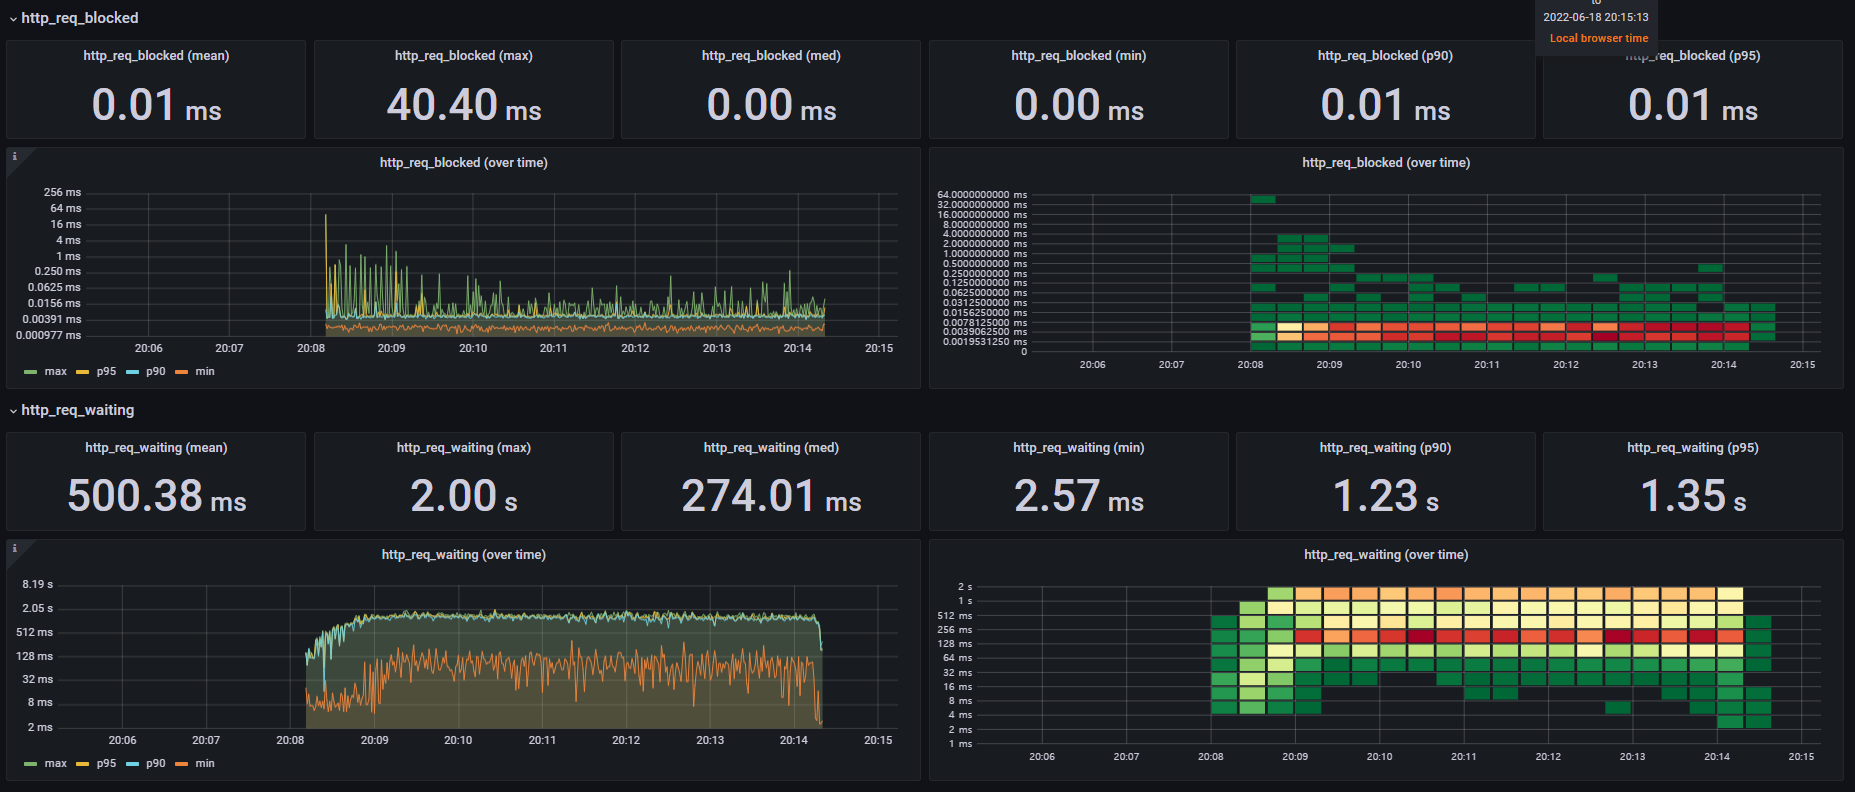 to
2022-06-18 20:15:13
Local browser time
http_req_blocked
http_req_blocked (mean)
0.01 ms
http_req_blocked (max)
40.40 ms
http_req_blocked (med)
0.00 ms
http_req_blocked (min)
0.00 ms
http_req_blocked (p90)
0.01 ms
http_req_blocked (p95)
0.01 ms
http_req_blocked (over time)
256 ms
64 ms
16 ms
4 ms
1 ms
0.250 ms
0.0625 ms
0.0156 ms
0.00391 ms
0.000977 ms
20:06 20:07 20:08 20:09 20:10 20:11 20:12 20:13 20:14 20:15
max p95 p90 min
http_req_blocked (over time)
64.0000000000 ms
32.0000000000 ms
16.0000000000 ms
8.0000000000 ms
4.0000000000 ms
2.0000000000 ms
1.0000000000 ms
0.5000000000 ms
0.2500000000 ms
0.1250000000 ms
0.0625000000 ms
0.0312500000 ms
0.0156250000 ms
0.0078125000 ms
0.0039062500 ms
0.0019531250 ms
0
20:06 20:07 20:08 20:09 20:10 20:11 20:12 20:13 20:14 20:15
http_req_waiting
http_req_waiting (mean)
500.38 ms
http_req_waiting (max)
2.00 s
http_req_waiting (med)
274.01 ms
http_req_waiting (min)
2.57 ms
http_req_waiting (p90)
1.23 s
http_req_waiting (p95)
1.35 s
http_req_waiting (over time)
8.19 s
2.05 s
512 ms
128 ms
32 ms
8 ms
2 ms
20:06 20:07 20:08 20:09 20:10 20:11 20:12 20:13 20:14 20:15
max p95 p90 min
http_req_waiting (over time)
2 s
1 s
512 ms
256 ms
128 ms
64 ms
32 ms
16 ms
8 ms
4 ms
2 ms
1 ms
20:06 20:07 20:08 20:09 20:10 20:11 20:12 20:13 20:14 20:15